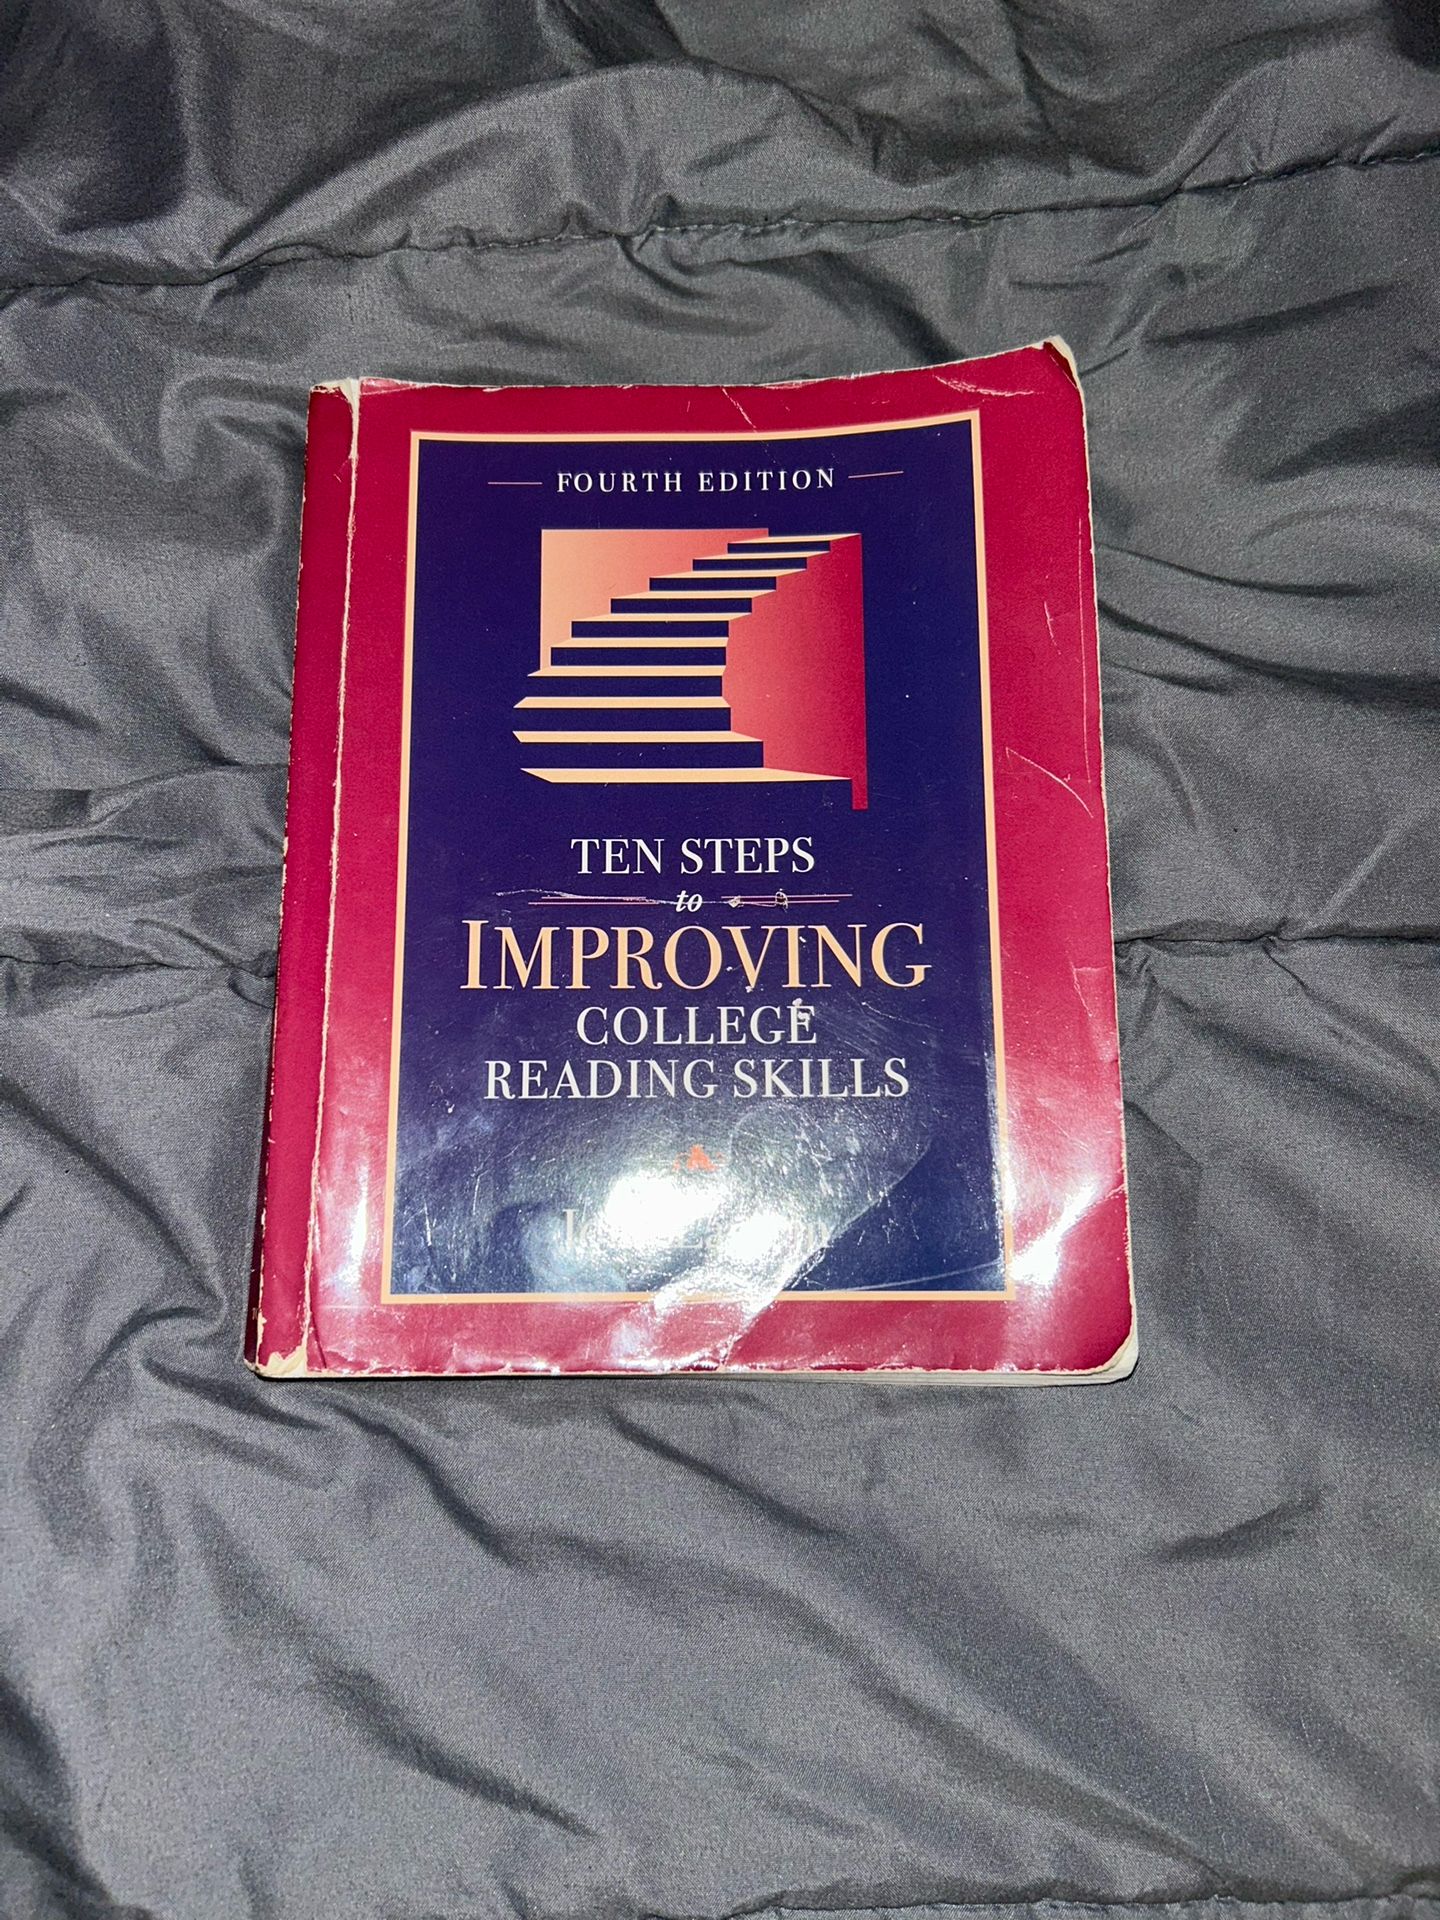 FOURTH EDITION
TEN STEPS
to
IMPROVING
COLLEGE
READING SKILLS